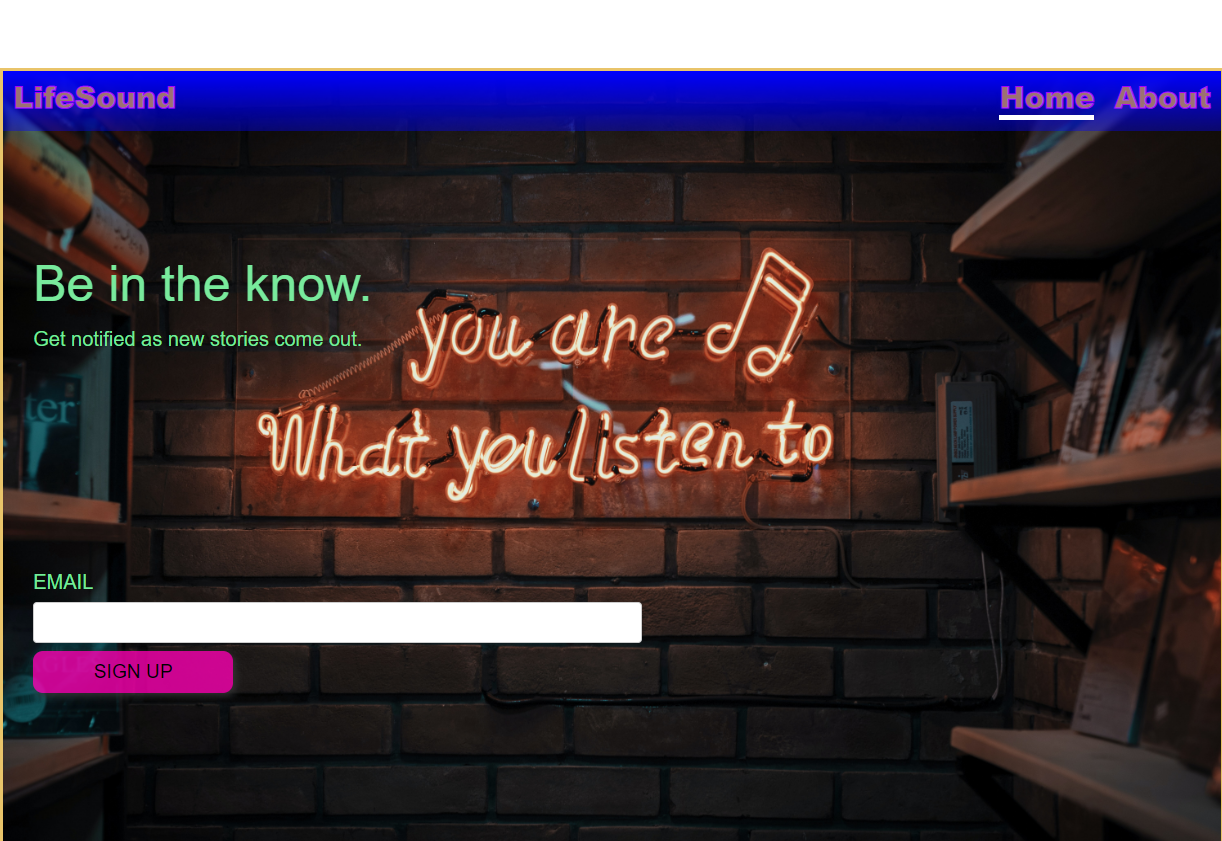 LifeSound
Home About
Be in the know.
Get notified as new stories come out.
you are
What you listen to
ter
EMAIL
SIGN UP